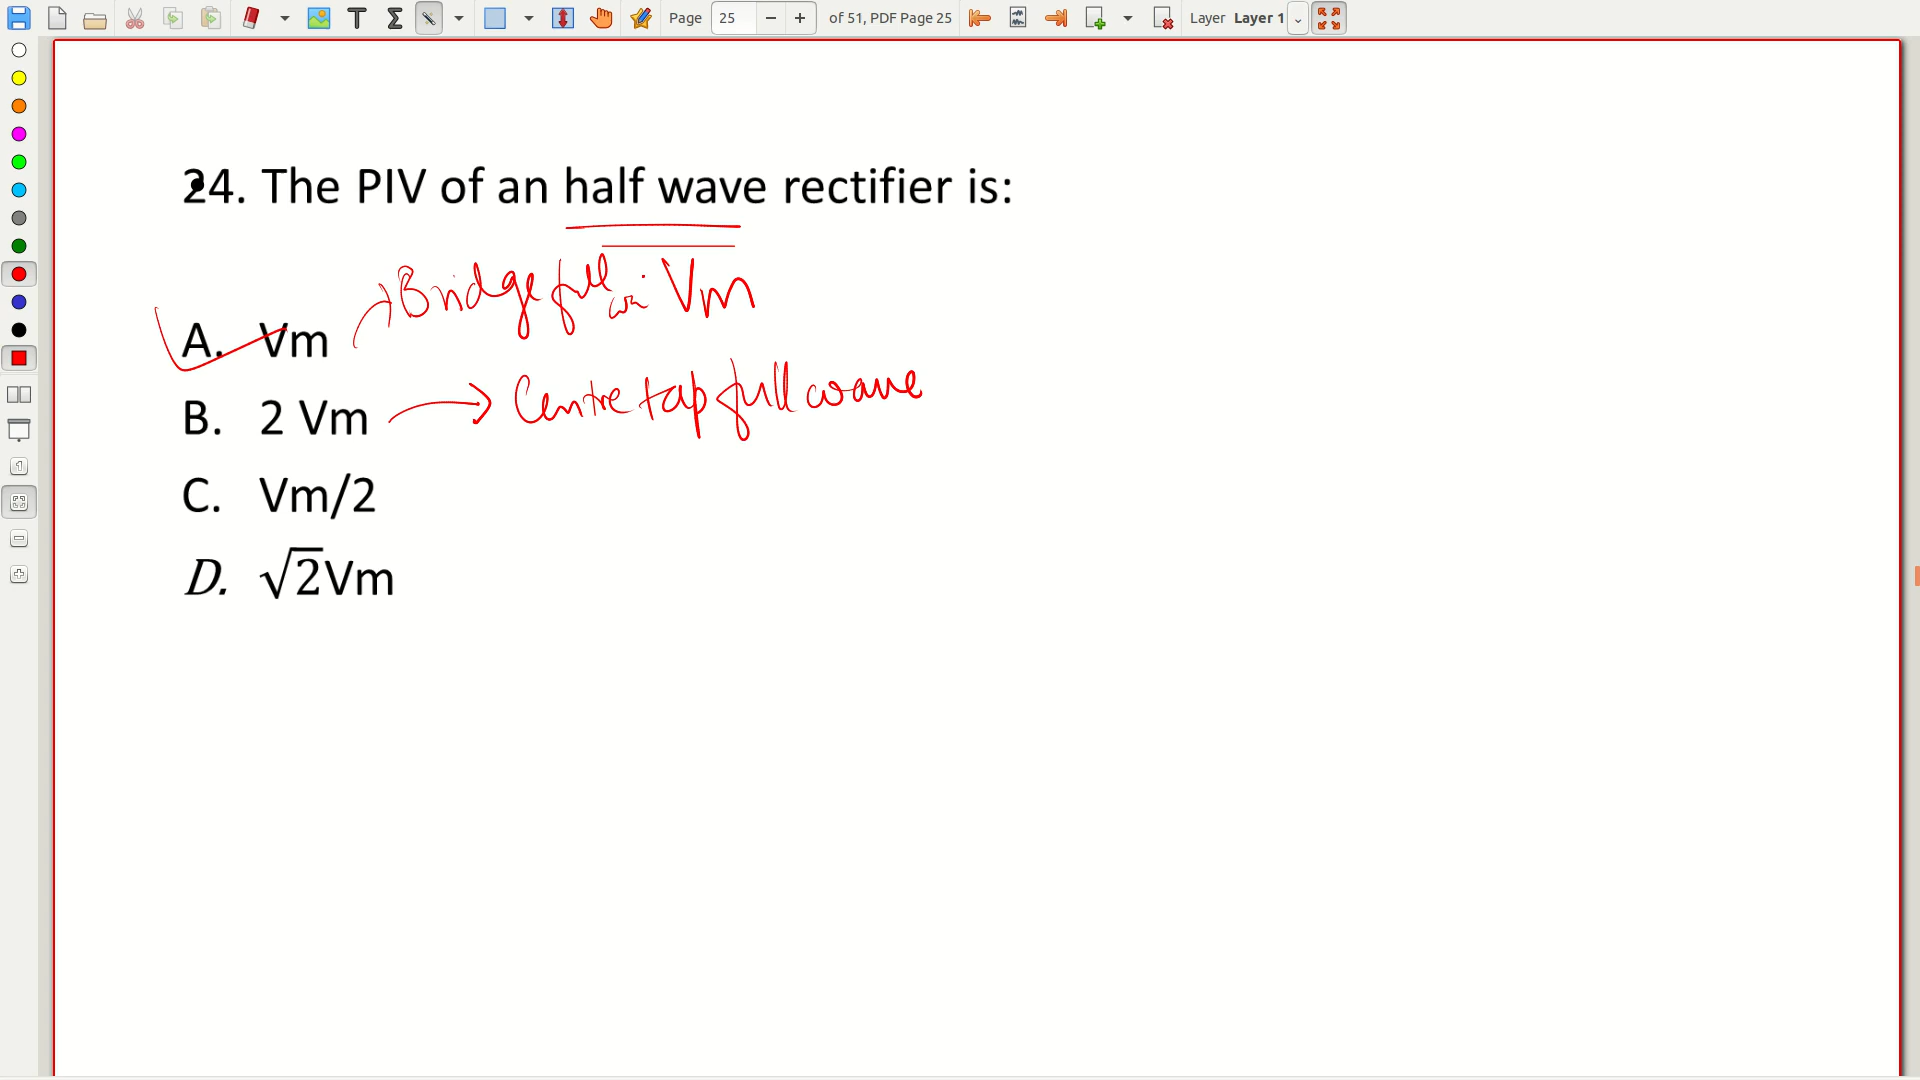 Page 25 of 51, PDF Page 25 Layer Layer 1
24. The PIV of an half wave rectifier is:
Bridge full Vm
A. Vm
B. 2 Vm → Centre tap full wave
C. Vm/2
D. √2Vm